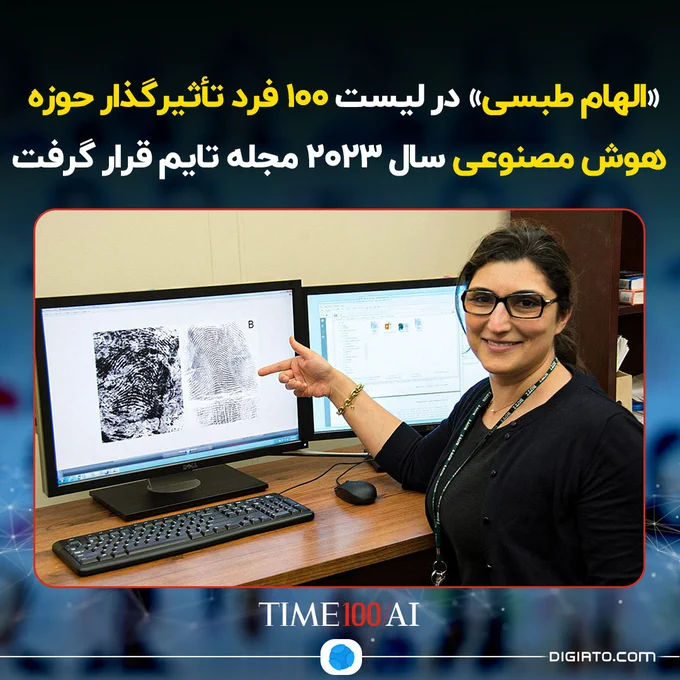 «الهام طبسی» در لیست ۱۰۰ فرد تأثیرگذار حوزه
هوش مصنوعی سال ۲۰۲۳ مجله تایم قرار گرفت
B
DELL
TIME100 AI
DIGIATO.COM